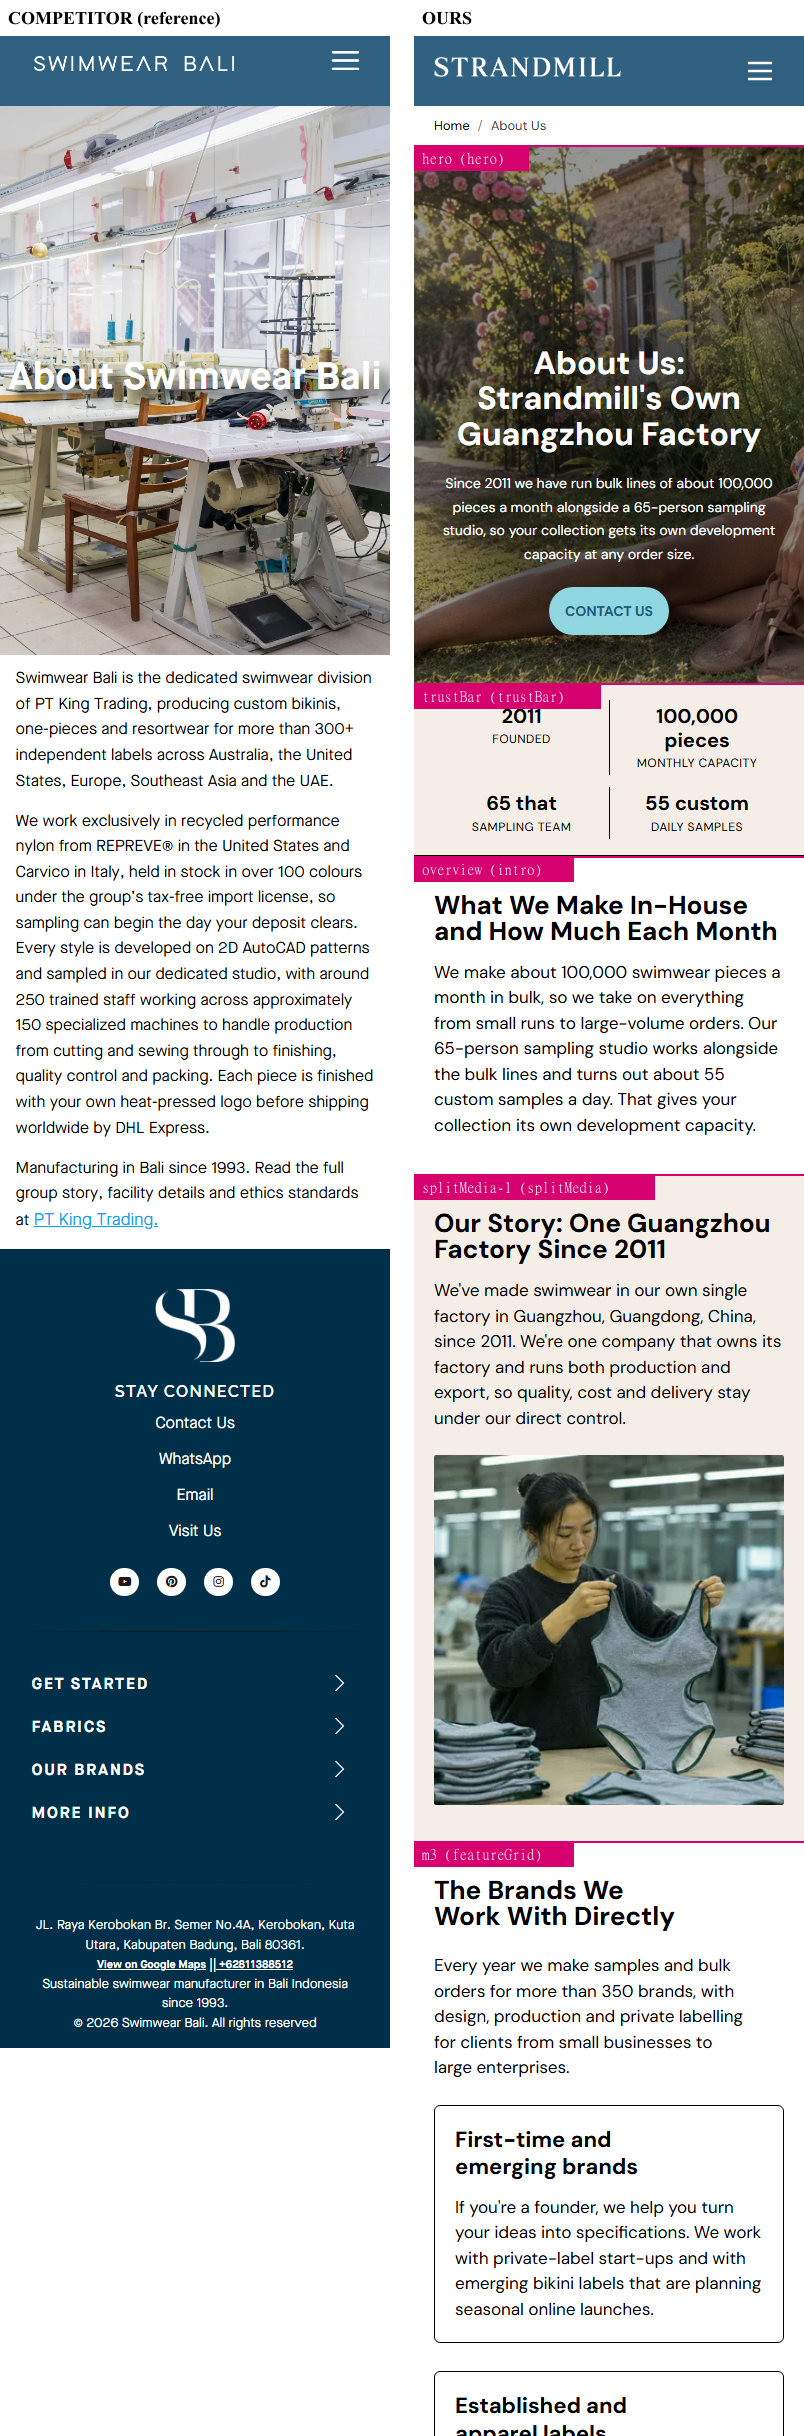 COMPETITOR (reference)
SWIMWEAR BALI
About Swimwear Bali
Swimwear Bali is the dedicated swimwear division
of PT King Trading, producing custom bikinis,
one-pieces and resortwear for more than 300+
independent labels across Australia, the United
States, Europe, Southeast Asia and the UAE.
We work exclusively in recycled performance
nylon from REPREVE® in the United States and
Carvico in Italy, held in stock in over 100 colours
under the group's tax-free import license, so
sampling can begin the day your deposit clears.
Every style is developed on 2D AutoCAD patterns
and sampled in our dedicated studio, with around
250 trained staff working across approximately
150 specialized machines to handle production
from cutting and sewing through to finishing,
quality control and packing. Each piece is finished
with your own heat-pressed logo before shipping
worldwide by DHL Express.
Manufacturing in Bali since 1993. Read the full
group story, facility details and ethics standards
at PT King Trading.
SB
STAY CONNECTED
Contact Us
WhatsApp
Email
Visit Us
GET STARTED
FABRICS
OUR BRANDS
MORE INFO
JL. Raya Kerobokan Br. Semer No.4A, Kerobokan, Kuta
Utara, Kabupaten Badung, Bali 80361.
View on Google Maps || +62811388512
Sustainable swimwear manufacturer in Bali Indonesia
since 1993.
© 2026 Swimwear Bali. All rights reserved
OURS
STRANDMILL
Home / About Us
hero (hero)
About Us:
Strandmill's Own
Guangzhou Factory
Since 2011 we have run bulk lines of about 100,000
pieces a month alongside a 65-person sampling
studio, so your collection gets its own development
capacity at any order size.
CONTACT US
trustBar (trustBar)
2011
FOUNDED
100,000
pieces
MONTHLY CAPACITY
65 that
SAMPLING TEAM
55 custom
DAILY SAMPLES
overview (intro)
What We Make In-House
and How Much Each Month
We make about 100,000 swimwear pieces a
month in bulk, so we take on everything
from small runs to large-volume orders. Our
65-person sampling studio works alongside
the bulk lines and turns out about 55
custom samples a day. That gives your
collection its own development capacity.
splitMedia-1 (splitMedia)
Our Story: One Guangzhou
Factory Since 2011
We've made swimwear in our own single
factory in Guangzhou, Guangdong, China,
since 2011. We're one company that owns its
factory and runs both production and
export, so quality, cost and delivery stay
under our direct control.
m3 (featureGrid)
The Brands We
Work With Directly
Every year we make samples and bulk
orders for more than 350 brands, with
design, production and private labelling
for clients from small businesses to
large enterprises.
First-time and
emerging brands
If you're a founder, we help you turn
your ideas into specifications. We work
with private-label start-ups and with
emerging bikini labels that are planning
seasonal online launches.
Established and
apparel labels